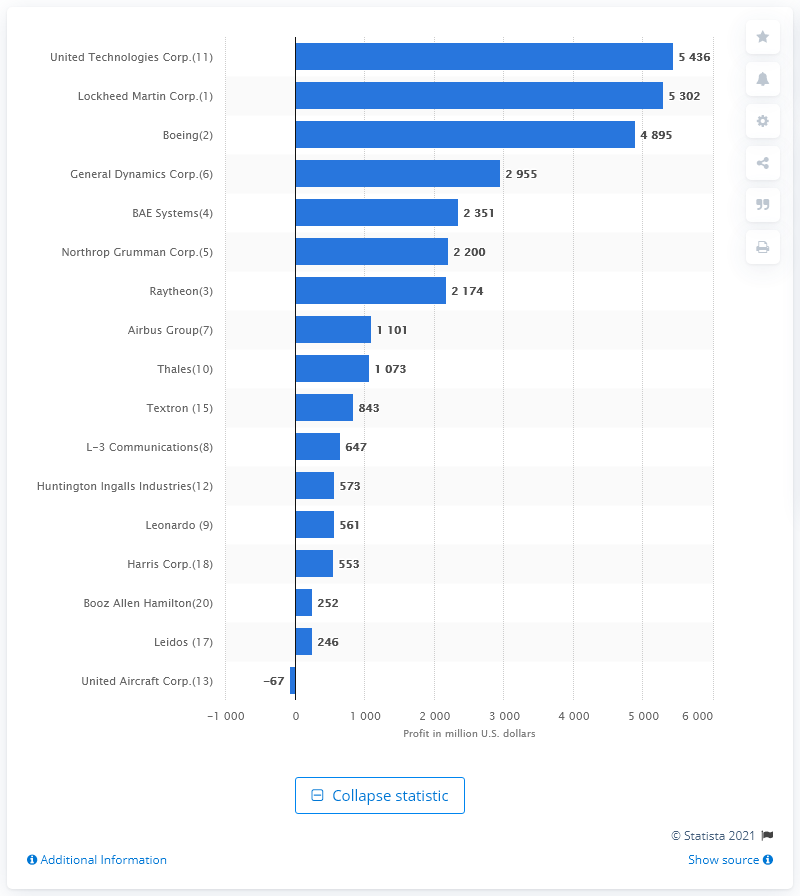 United Technologies Corp.(11) 5 436
Lockheed Martin Corp.(1) 5 302
Boeing(2) 4 895
General Dynamics Corp.(6) 2 955
BAE Systems(4) 2 351
Northrop Grumman Corp.(5) 2 200
Raytheon(3) 2 174
Airbus Group(7) 1 101
Thales(10) 1 073
Textron (15) 843
L-3 Communications(8) 647
Huntington Ingalls Industries(12) 573
Leonardo (9) 561
Harris Corp.(18) 553
Booz Allen Hamilton(20) 252
Leidos (17) 246
United Aircraft Corp.(13) -67
-1 000 0 1 000 2 000 3 000 4 000 5 000 6 000
Profit in million U.S. dollars
Collapse statistic
© Statista 2021
Additional Information Show source